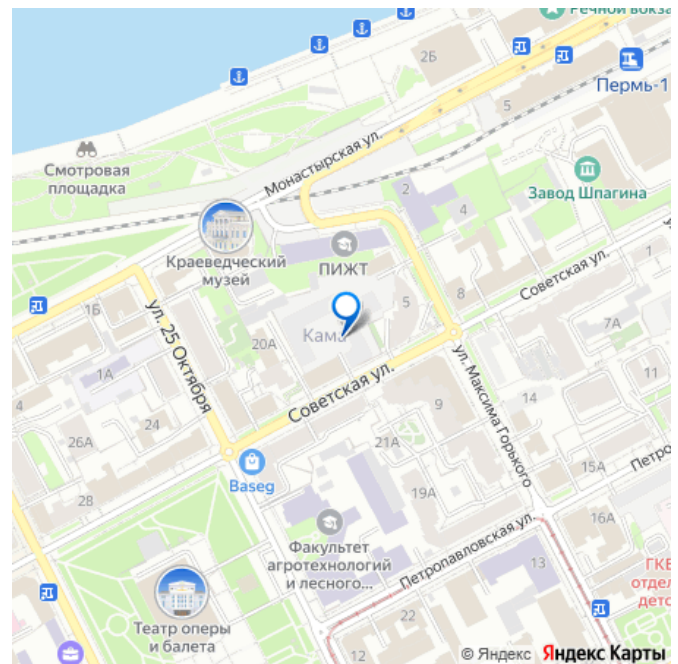 Речной вокза
2Б
5
Пермь-1
Смотровая
площадка
Монастырская ул.
2
4
Завод Шпагина
Краеведческий
музей
ПИЖТ
1
Советская ул.
1Б
ул. 25 Октября
20А
Кама
5
8
7А
1А
Советская ул.
ул. Максима Горького
11
4
24
26А
9
14
21А
15А
Петро
28
Baseg
19А
16А
Факультет
агротехнологий
и лесного...
Петропавловская ул.
13
ГКБ
отдел
детс
Театр оперы
и балета
22
12
© Яндекс Яндекс Карты